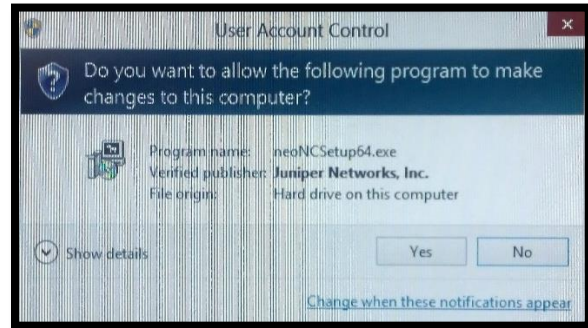 User Account Control
Do you want to allow the following program to make
changes to this computer?
Program name: neoNCSetup64.exe
Verified publisher: Juniper Networks, Inc.
File origin: Hard drive on this computer
Show details
Yes No
Change when these notifications appear